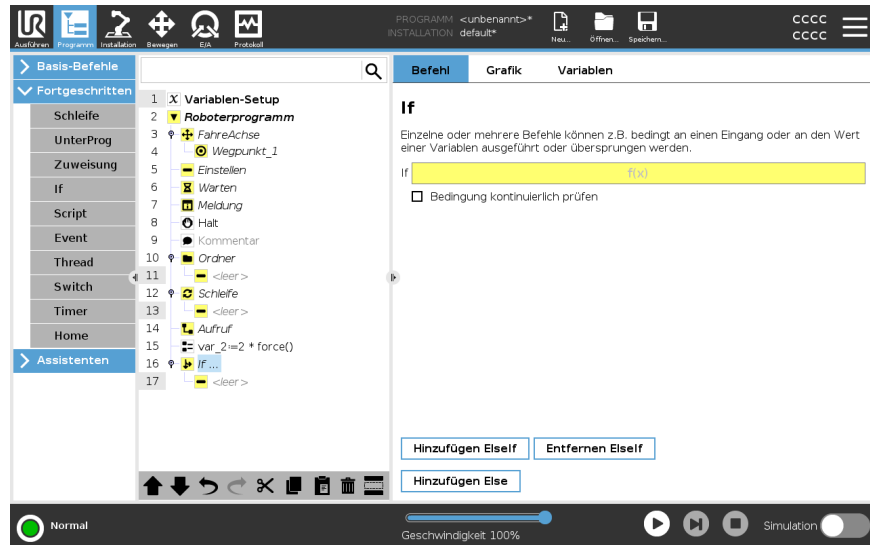 PROGRAMM <unbenannt>*
INSTALLATION default*
UR
Ausführen Programm Installation Bewegen E/A Protokoll
Neu... Öffnen... Speichern...
CCCC
CCCC
Basis-Befehle
Fortgeschritten
Schleife
UnterProg
Zuweisung
If
Script
Event
Thread
Switch
Timer
Home
Assistenten
1 X Variablen-Setup
2 Roboterprogramm
3 FahreAchse
4 Wegpunkt_1
5 Einstellen
6 Warten
7 Meldung
8 Halt
9 Kommentar
10 Ordner
11 <leer>
12 Schleife
13 <leer>
14 Aufruf
15 var_2:=2 * force()
16 If ...
17 <leer>
Befehl Grafik Variablen
If
Einzelne oder mehrere Befehle können z.B. bedingt an einen Eingang oder an den Wert
einer Variablen ausgeführt oder übersprungen werden.
If f(x)
Bedingung kontinuierlich prüfen
Hinzufügen ElseIf Entfernen ElseIf
Hinzufügen Else
Normal
Geschwindigkeit 100%
Simulation